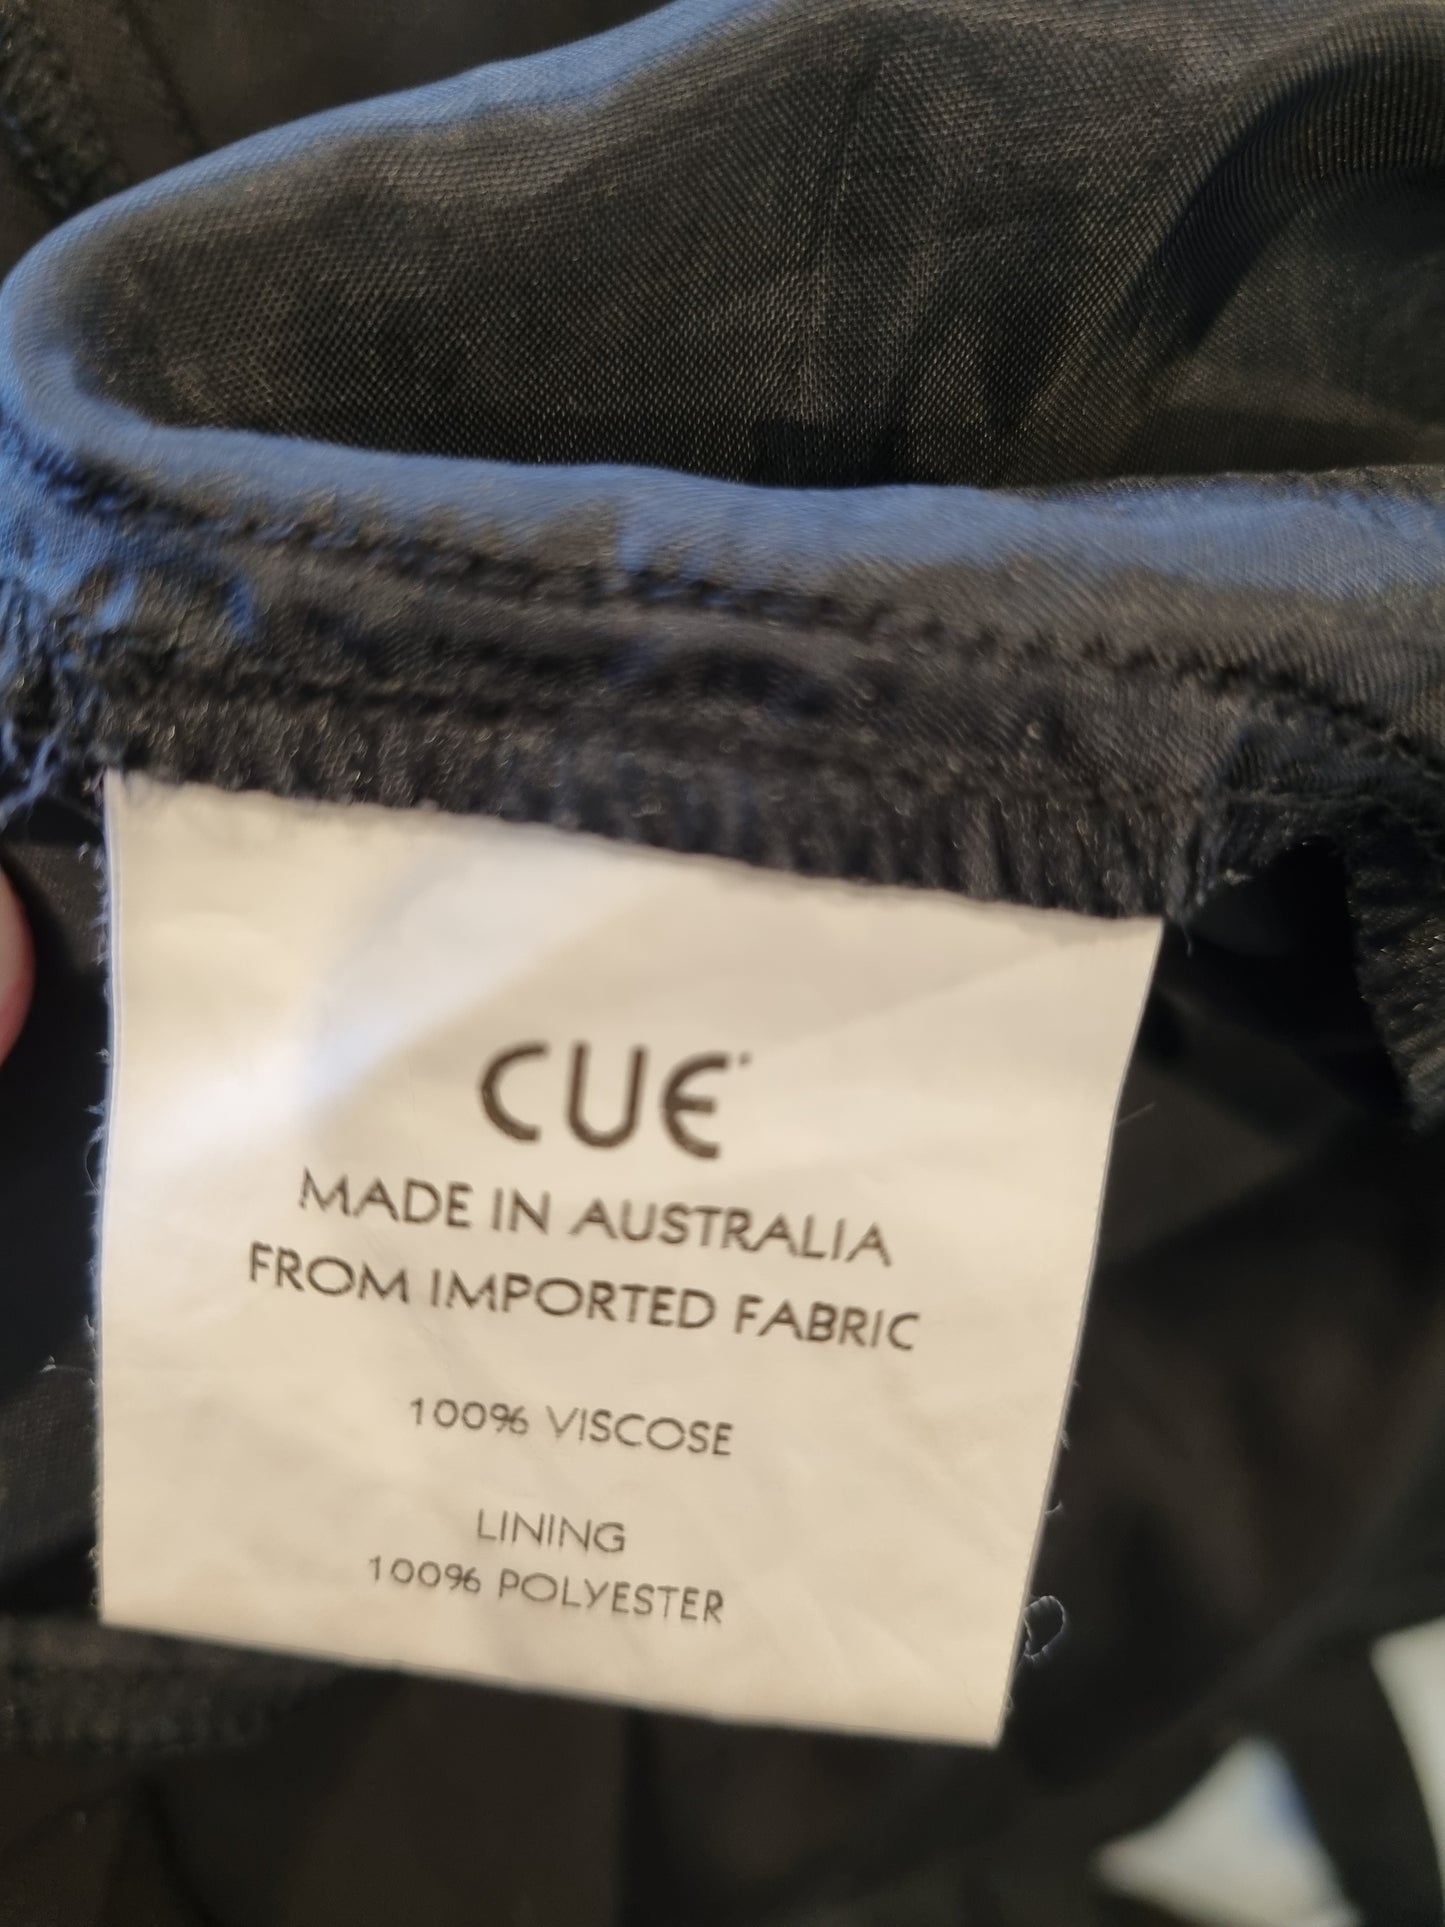 CUE
MADE IN AUSTRALIA
FROM IMPORTED FABRIC
100% VISCOSE
LINING
100% POLYESTER